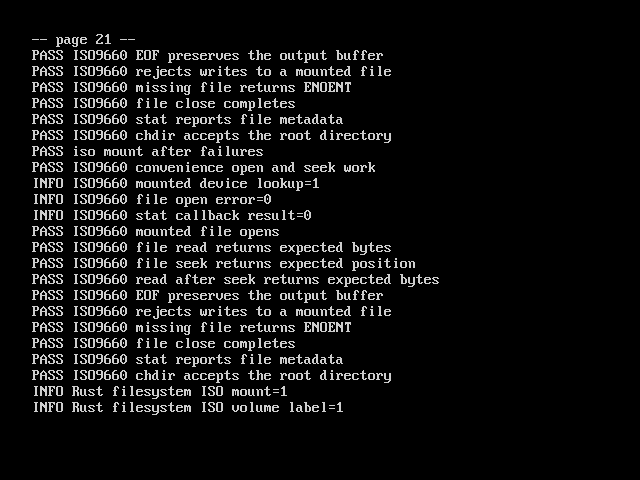 -- page 21 --
PASS ISO9660 EOF preserves the output buffer
PASS ISO9660 rejects writes to a mounted file
PASS ISO9660 missing file returns ENOENT
PASS ISO9660 file close completes
PASS ISO9660 stat reports file metadata
PASS ISO9660 chdir accepts the root directory
PASS iso mount after failures
PASS ISO9660 convenience open and seek work
INFO ISO9660 mounted device lookup=1
INFO ISO9660 file open error=0
INFO ISO9660 stat callback result=0
PASS ISO9660 mounted file opens
PASS ISO9660 file read returns expected bytes
PASS ISO9660 file seek returns expected position
PASS ISO9660 read after seek returns expected bytes
PASS ISO9660 EOF preserves the output buffer
PASS ISO9660 rejects writes to a mounted file
PASS ISO9660 missing file returns ENOENT
PASS ISO9660 file close completes
PASS ISO9660 stat reports file metadata
PASS ISO9660 chdir accepts the root directory
INFO Rust filesystem ISO mount=1
INFO Rust filesystem ISO volume label=1